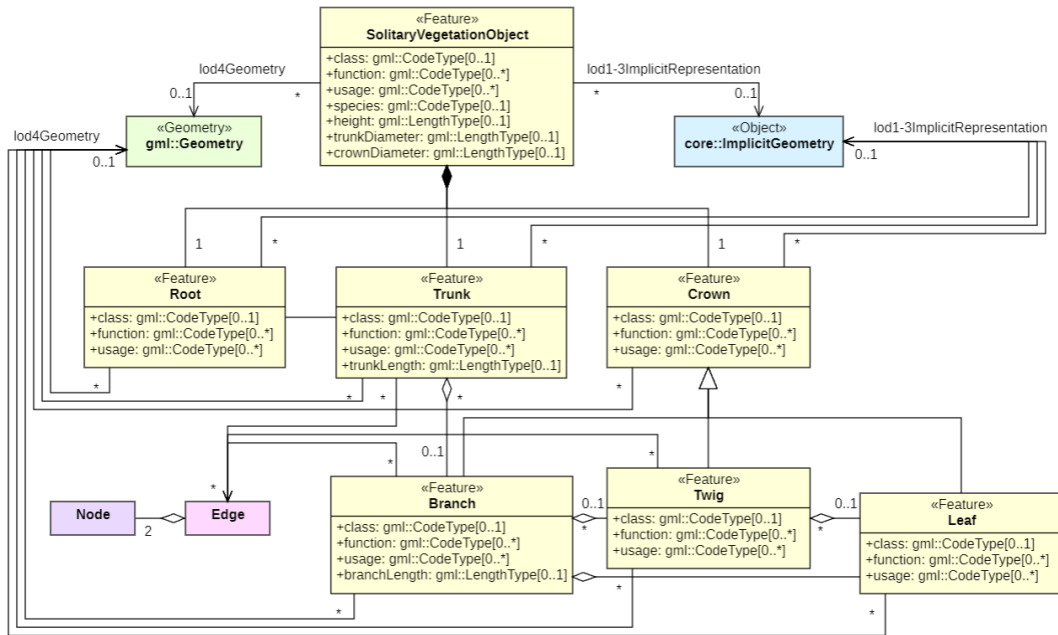 «Feature»
SolitaryVegetationObject
+class: gml::CodeType[0..1]
+function: gml::CodeType[0..*]
+usage: gml::CodeType[0..*]
+species: gml::CodeType[0..1]
+height: gml::LengthType[0..1]
+trunkDiameter: gml::LengthType[0..1]
+crownDiameter: gml::LengthType[0..1]
lod4Geometry
0..1
*
lod1-3ImplicitRepresentation
*
0..1
lod4Geometry
0..1
«Geometry»
gml::Geometry
«Object»
core::ImplicitGeometry
lod1-3ImplicitRepresentation
0..1
1
*
1
*
1
*
«Feature»
Root
+class: gml::CodeType[0..1]
+function: gml::CodeType[0..*]
+usage: gml::CodeType[0..*]
*
«Feature»
Trunk
+class: gml::CodeType[0..1]
+function: gml::CodeType[0..*]
+usage: gml::CodeType[0..*]
+trunkLength: gml::LengthType[0..1]
*
*
*
«Feature»
Crown
+class: gml::CodeType[0..1]
+function: gml::CodeType[0..*]
+usage: gml::CodeType[0..*]
*
0..1
*
*
*
Node
2
Edge
«Feature»
Branch
+class: gml::CodeType[0..1]
+function: gml::CodeType[0..*]
+usage: gml::CodeType[0..*]
+branchLength: gml::LengthType[0..1]
*
0..1
*
*
«Feature»
Twig
+class: gml::CodeType[0..1]
+function: gml::CodeType[0..*]
+usage: gml::CodeType[0..*]
0..1
*
«Feature»
Leaf
+class: gml::CodeType[0..1]
+function: gml::CodeType[0..*]
+usage: gml::CodeType[0..*]
*